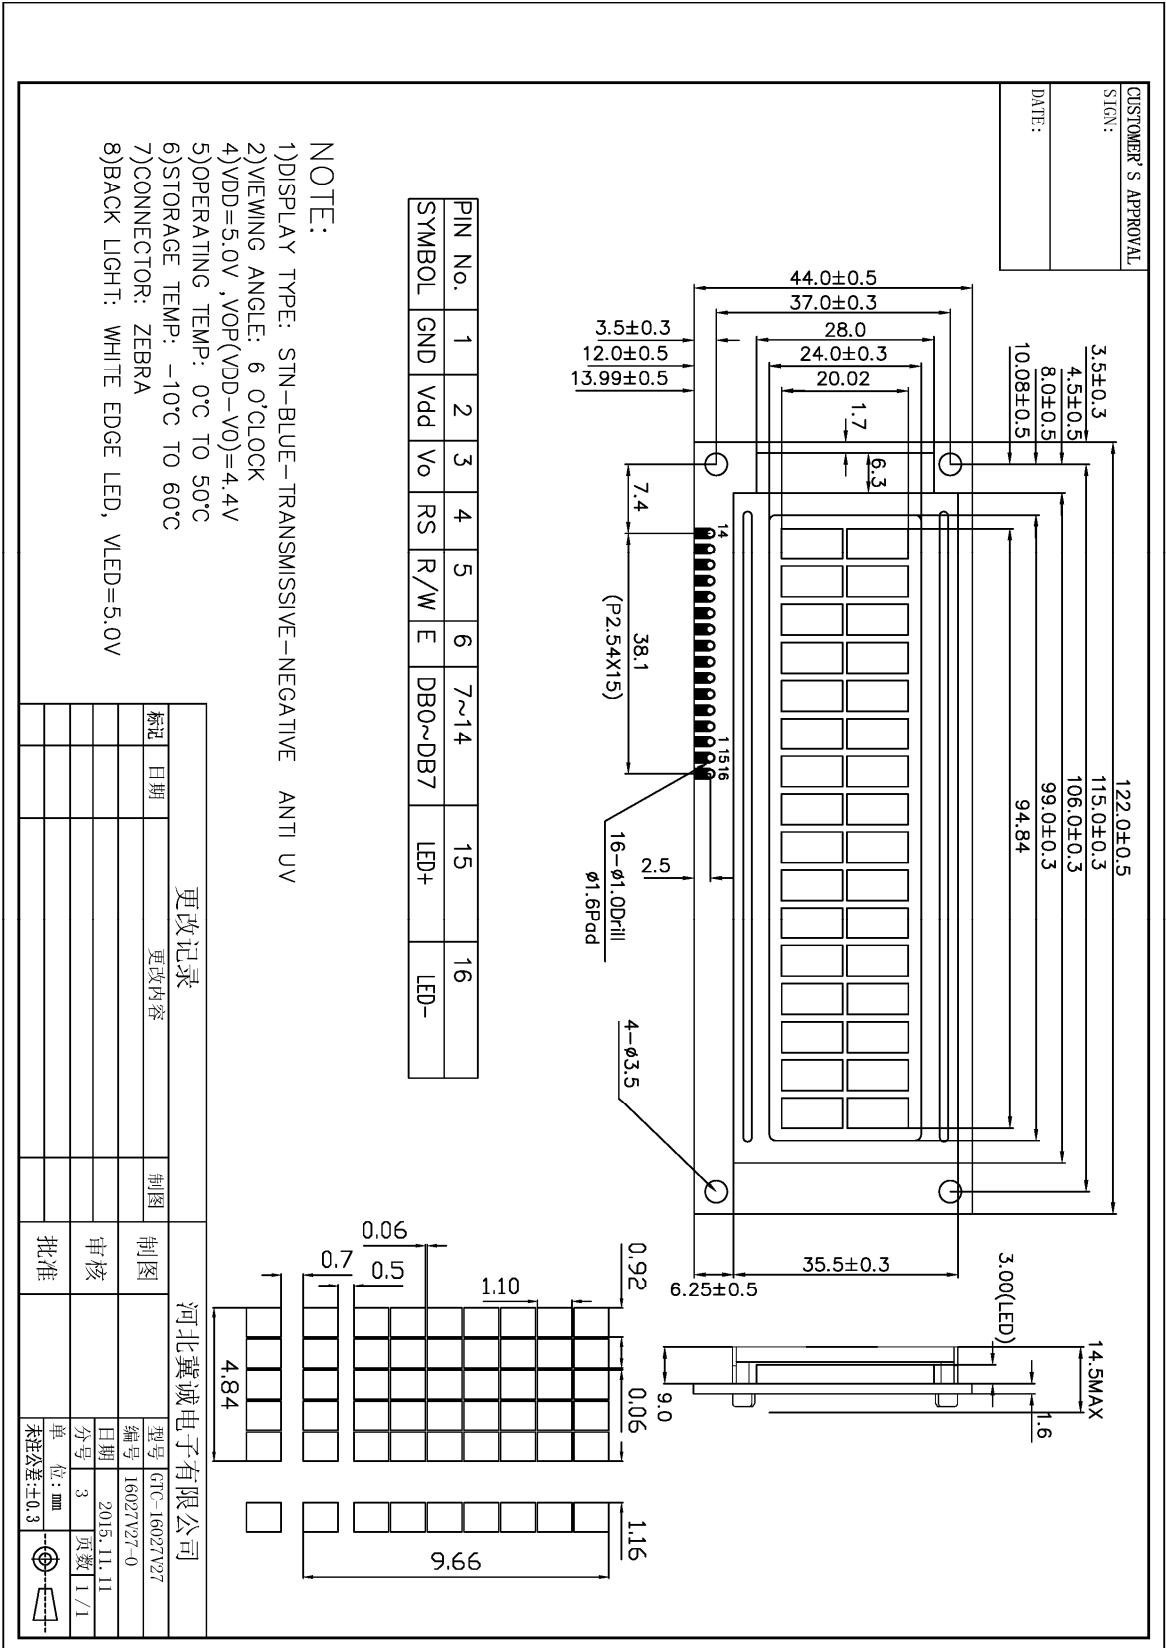 CUSTOMER'S APPROVAL
SIGN:
DATE:
122.0±0.5
115.0±0.3
106.0±0.3
99.0±0.3
94.84
3.5±0.3
4.5±0.5
8.0±0.5
10.08±0.5
44.0±0.5
37.0±0.3
28.0
24.0±0.3
20.02
3.5±0.3
12.0±0.5
13.99±0.5
1.7
6.3
7.4
38.1
(P2.54X15)
14
1 15 16
2.5
16-ø1.0Drill
ø1.6Pad
4-ø3.5
35.5±0.3
6.25±0.5
14.5MAX
3.00(LED)
1.6
9.0
PIN No. 1 2 3 4 5 6 7~14 15 16
SYMBOL GND Vdd Vo RS R/W E DB0~DB7 LED+ LED-
0.92
0.06
1.16
0.06
0.7
0.5
1.10
9.66
4.84
NOTE:
1)DISPLAY TYPE: STN-BLUE-TRANSMISSIVE-NEGATIVE ANTI UV
2)VIEWING ANGLE: 6 O'CLOCK
4)VDD=5.0V ,VOP(VDD-V0)=4.4V
5)OPERATING TEMP: 0°C TO 50°C
6)STORAGE TEMP: -10°C TO 60°C
7)CONNECTOR: ZEBRA
8)BACK LIGHT: WHITE EDGE LED, VLED=5.0V
更改记录
标记 日期 更改内容 制图
河北冀诚电子有限公司
制图
审核
批准
型号 GTC-16027V27
编号 16027V27-0
日期 2015.11.11
分号 3 页数 1/1
单 位: mm
未注公差:±0.3